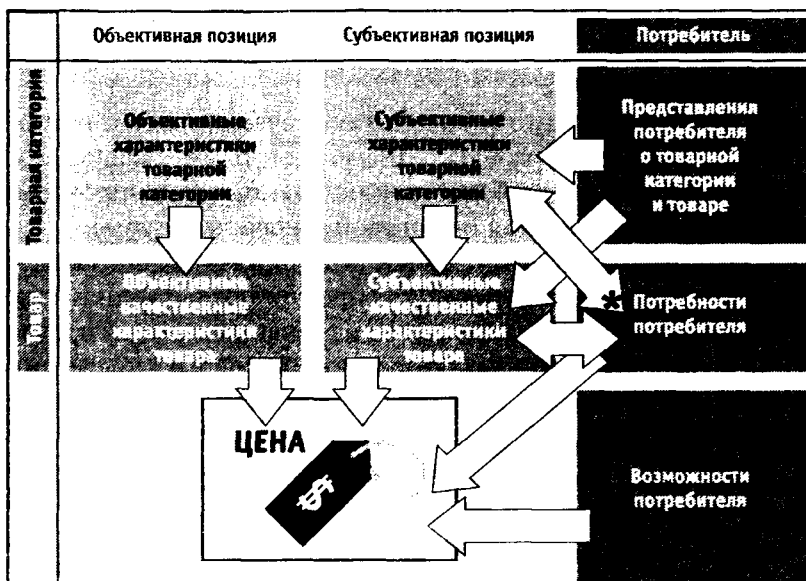 Объективная позиция
Субъективная позиция
Потребитель
Товарная категория
Объективные
характеристики
товарной
категории
Субъективные
характеристики
товарной
категории
Представления
потребителя
о товарной
категории
и товаре
Товар
Объективные
качественные
характеристики
товара
Субъективные
качественные
характеристики
товара
*
Потребности
потребителя
ЦЕНА
$
Возможности
потребителя